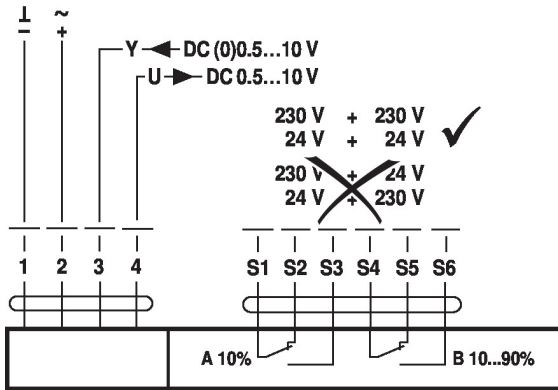 ⊥ ~
− +
Y DC (0)0.5...10 V
U DC 0.5...10 V
230 V + 230 V
24 V + 24 V
230 V + 24 V
24 V + 230 V
1 2 3 4 S1 S2 S3 S4 S5 S6
A 10% B 10...90%